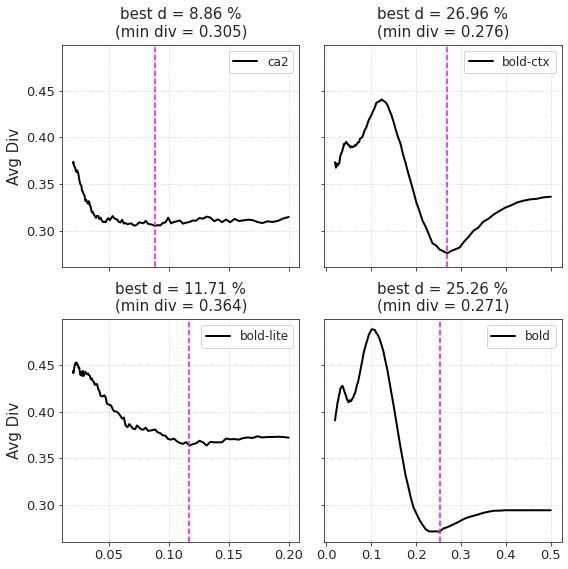 best d = 8.86 %
(min div = 0.305)
best d = 26.96 %
(min div = 0.276)
ca2
bold-ctx
Avg Div
0.45
0.40
0.35
0.30
best d = 11.71 %
(min div = 0.364)
best d = 25.26 %
(min div = 0.271)
bold-lite
bold
Avg Div
0.45
0.40
0.35
0.30
0.05
0.10
0.15
0.20
0.0
0.1
0.2
0.3
0.4
0.5